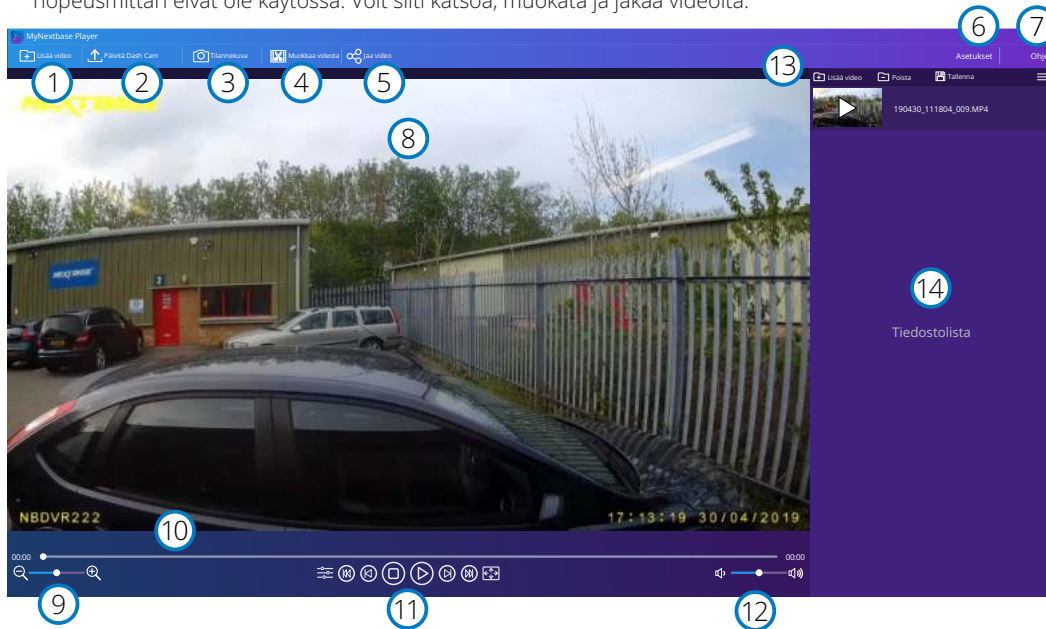 nopeusmittari eivät ole käytössä. Voit silti katsoa, muokata ja jakaa videoita.
6
7
MyNextbase Player
Lisää video
Päivitä Dash Cam
Tilannekuva
Muokkaa videota
Jaa video
Asetukset
Ohje
1
2
3
4
5
13
Lisää video
Poista
Tallenna
NEXTBASE
190430_111804_009.MP4
8
NEXTBASE
2
14
Tiedostolista
NBDVR222
17:13:19 30/04/2019
10
00:00
00:00
9
11
12